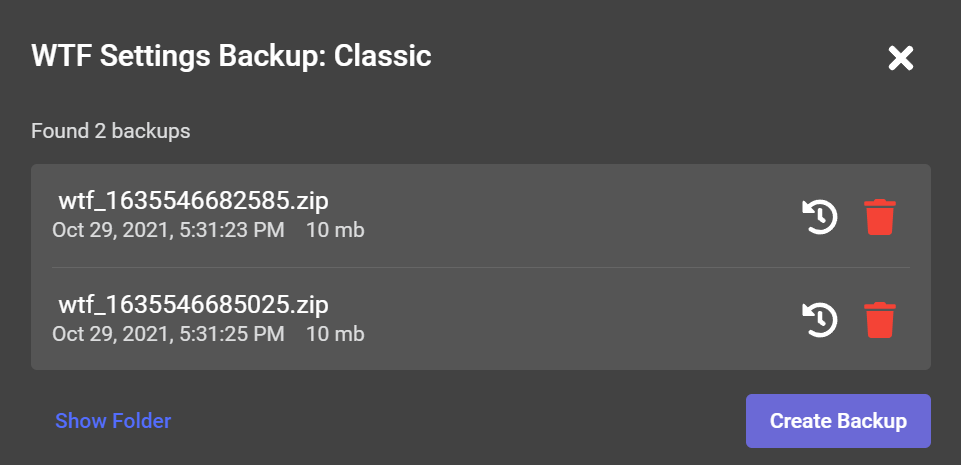 WTF Settings Backup: Classic
Found 2 backups
wtf_1635546682585.zip
Oct 29, 2021, 5:31:23 PM 10 mb
wtf_1635546685025.zip
Oct 29, 2021, 5:31:25 PM 10 mb
Show Folder
Create Backup